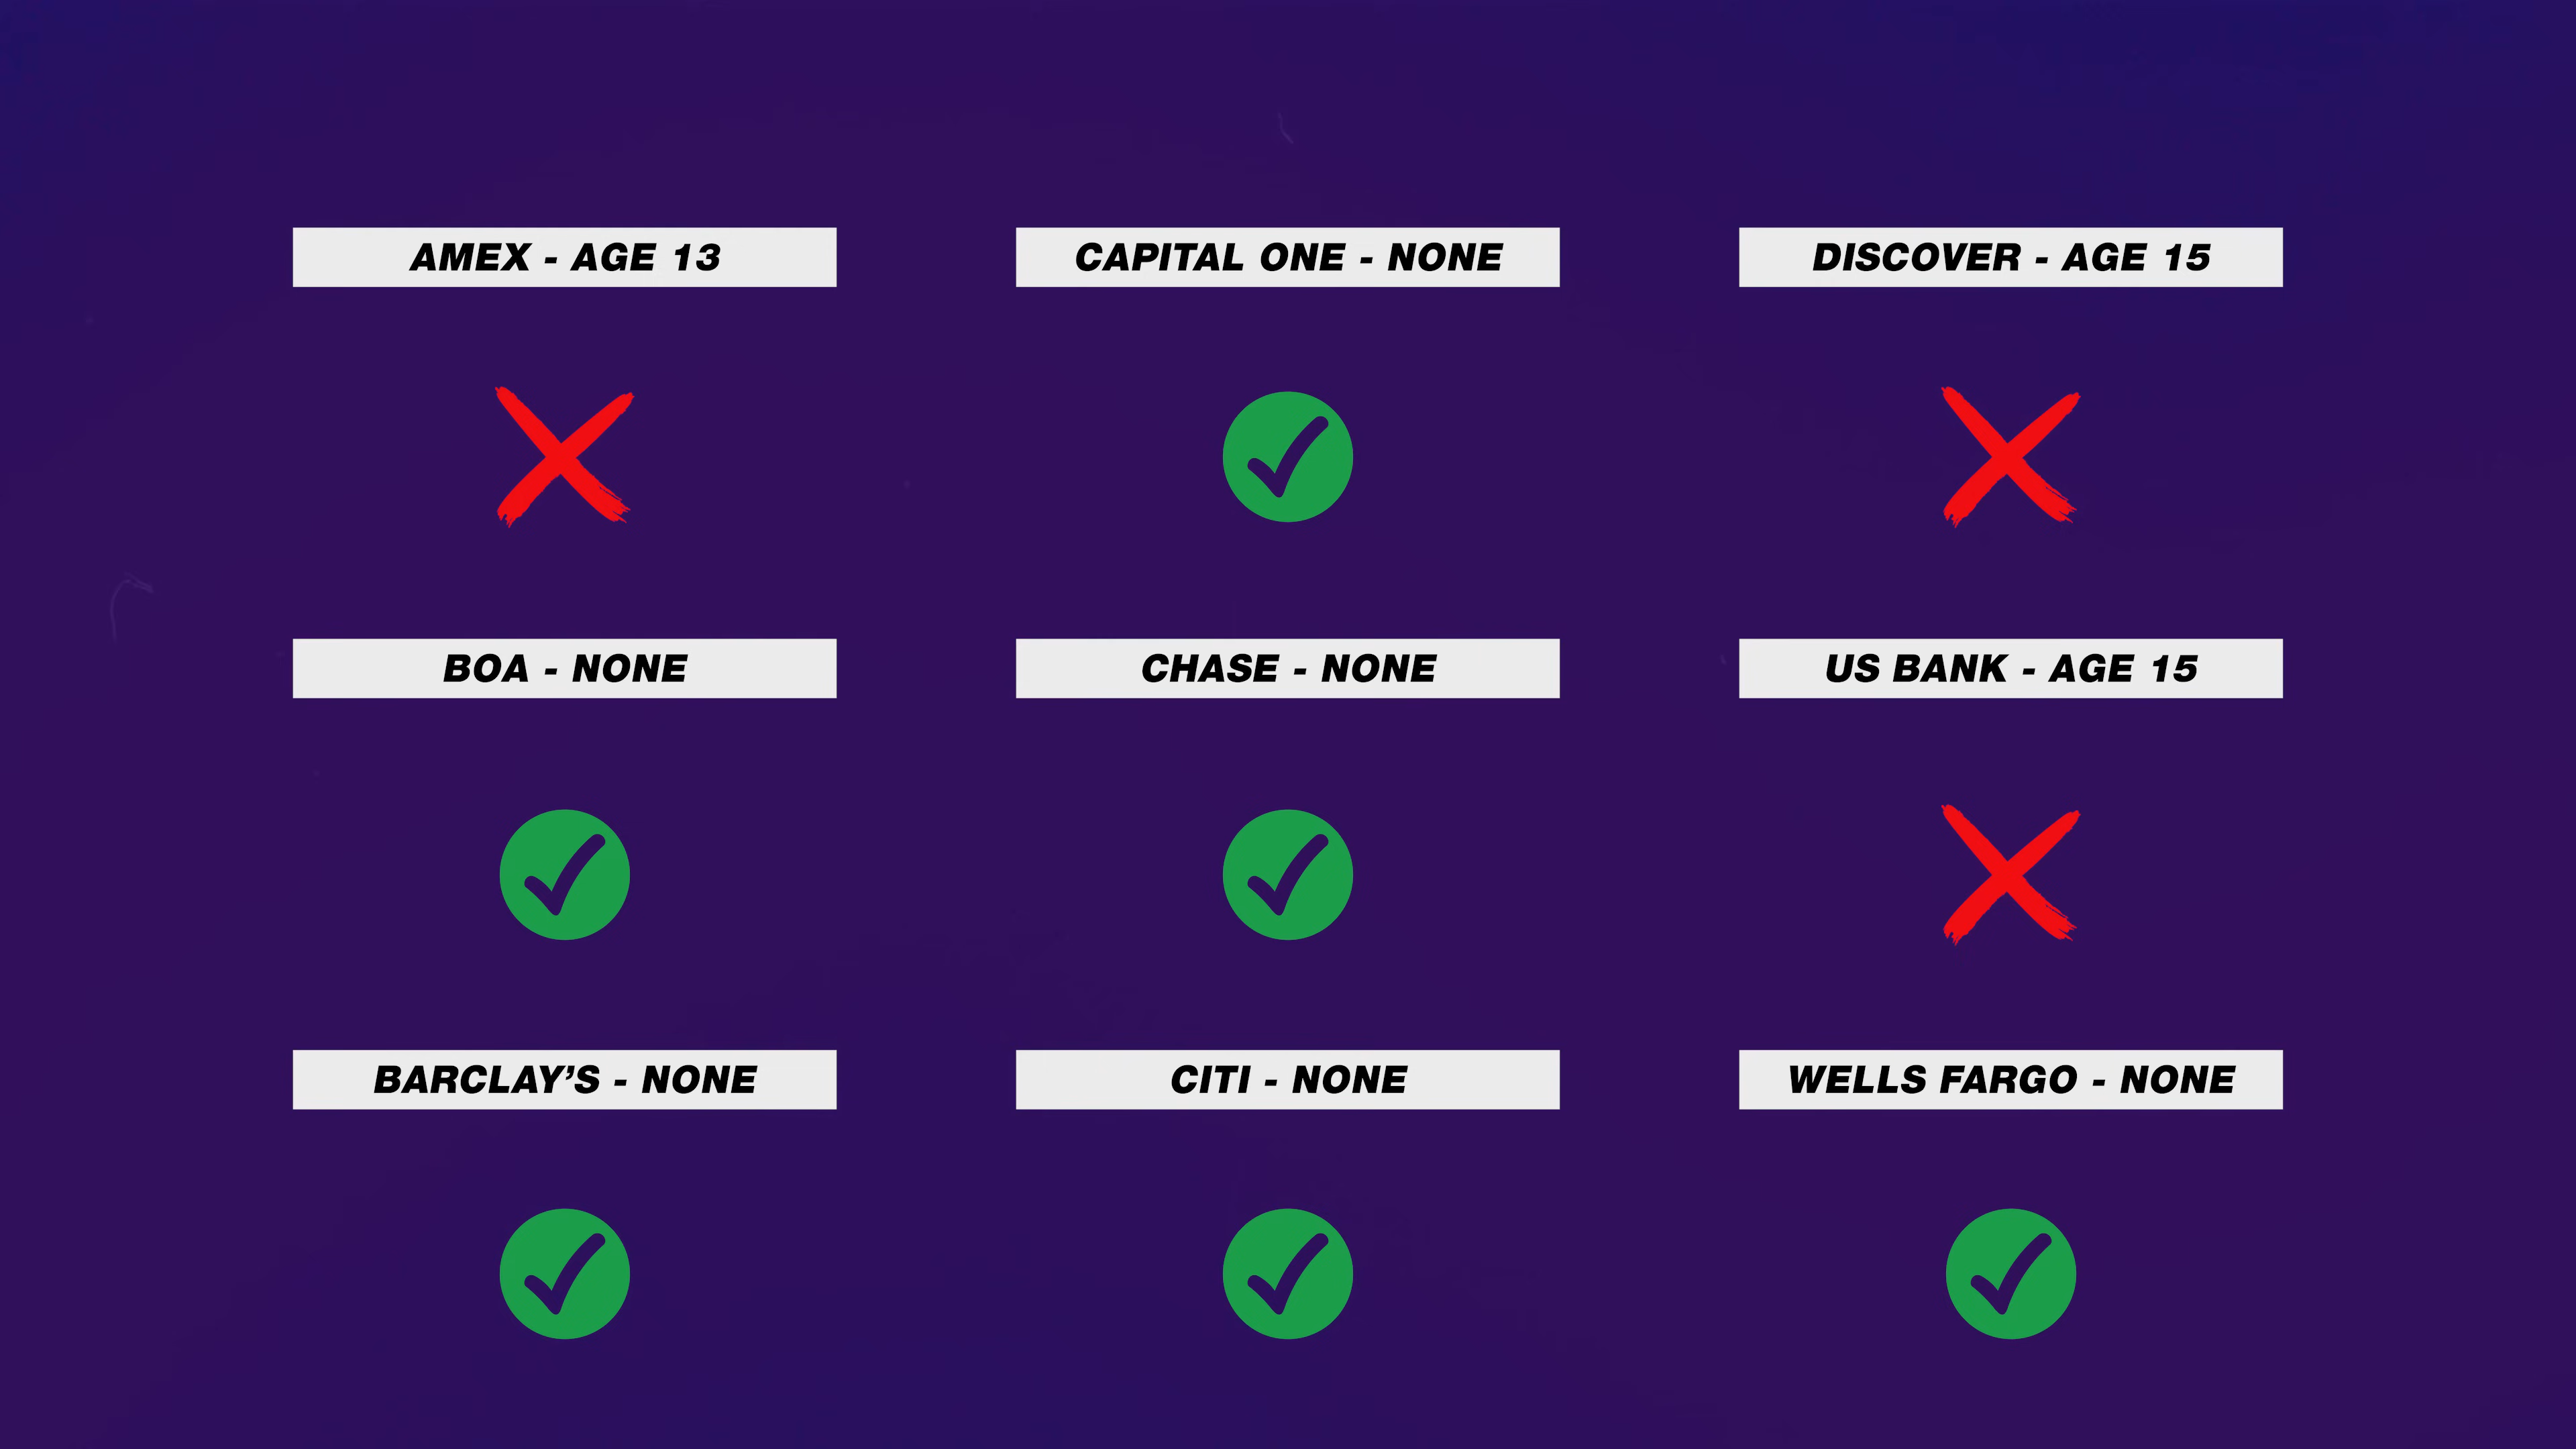 AMEX - AGE 13
CAPITAL ONE - NONE
DISCOVER - AGE 15
BOA - NONE
CHASE - NONE
US BANK - AGE 15
BARCLAY’S - NONE
CITI - NONE
WELLS FARGO - NONE